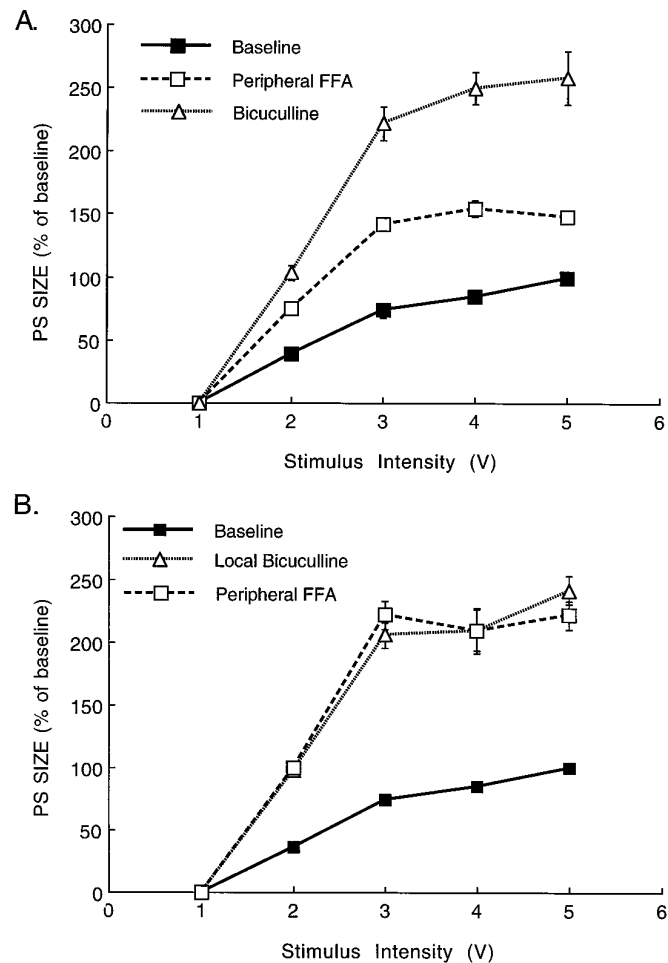 A.
300
250
200
150
100
50
0
PS SIZE (% of baseline)
Baseline
Peripheral FFA
Bicuculline
0 1 2 3 4 5 6
Stimulus Intensity (V)
B.
300
250
200
150
100
50
0
PS SIZE (% of baseline)
Baseline
Local Bicuculline
Peripheral FFA
0 1 2 3 4 5 6
Stimulus Intensity (V)